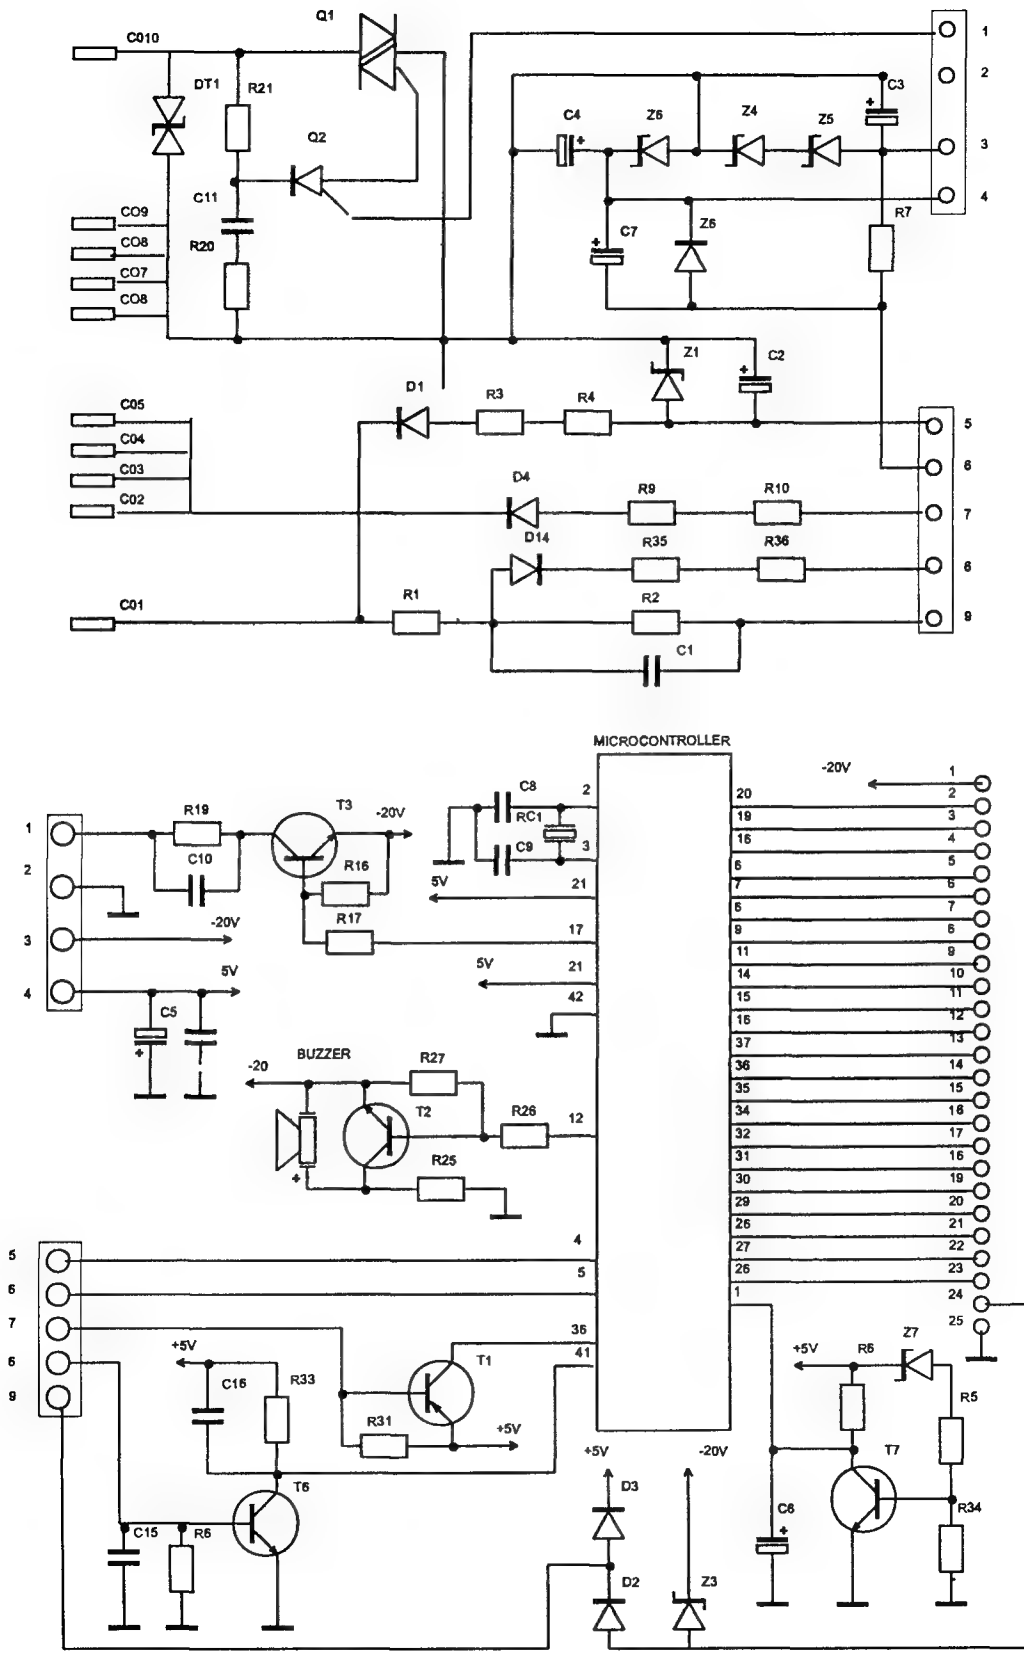 C010
Q1
1
DT1
R21
2
C3
C4
Z6
Z4
Z5
Q2
3
C11
4
CO9
R7
CO8
R20
C7
Z6
CO7
CO8
Z1
C2
D1
R3
R4
C05
5
C04
6
C03
D4
R9
R10
C02
7
D14
R35
R36
6
C01
R1
R2
9
C1
MICROCONTROLLER
-20V
1
C8
2
20
2
R19
T3
-20V
RC1
19
3
1
C10
C9
3
16
4
R16
6
5
2
5V
21
7
6
R17
6
7
-20V
17
9
6
3
11
9
5V
5V
21
14
10
4
42
15
11
C5
16
12
37
13
BUZZER
R27
36
14
-20
35
15
T2
R26
12
34
16
32
17
R25
31
16
30
19
29
20
4
26
21
5
5
27
22
6
26
23
7
1
24
36
25
6
+5V
T1
41
+5V
R6
Z7
9
C16
R33
R5
R31
+5V
+5V
-20V
T7
T6
D3
C6
R34
C15
R6
D2
Z3